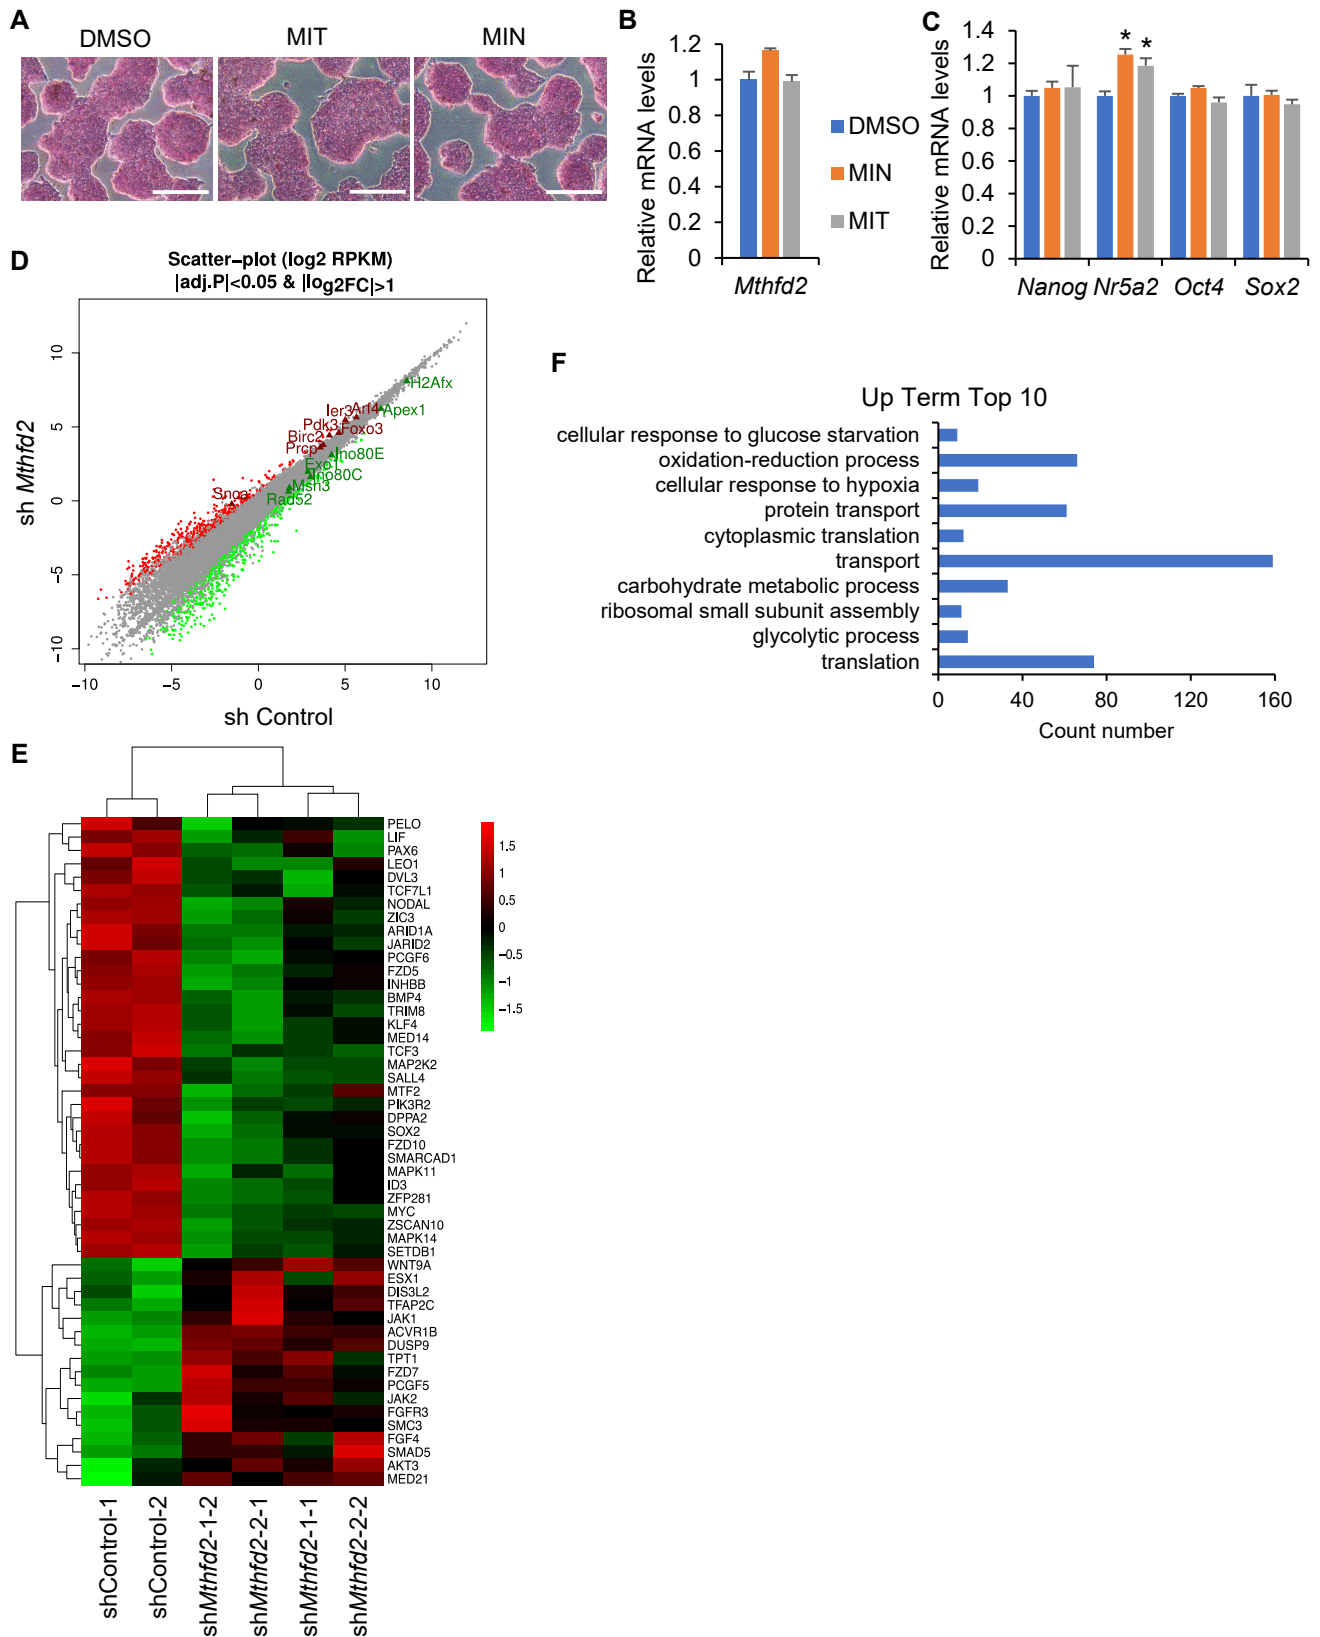 A
DMSO
MIT
MIN
B
Relative mRNA levels
1.2
1
0.8
0.6
0.4
0.2
0
Mthfd2
DMSO
MIN
MIT
C
Relative mRNA levels
1.4
1.2
1
0.8
0.6
0.4
0.2
0
* *
Nanog Nr5a2 Oct4 Sox2
D
Scatter-plot (log2 RPKM)
|adj.P|<0.05 & |log2FC|>1
sh Mthfd2
10
5
0
−5
−10
H2Afx
Ier3 Arf4 Apex1
Pdk3 Foxo3
Birc2
Prcp Ino80E
Exo1
Ino80C
Snca Msh3
Rad52
−10 −5 0 5 10
sh Control
F
Up Term Top 10
cellular response to glucose starvation
oxidation-reduction process
cellular response to hypoxia
protein transport
cytoplasmic translation
transport
carbohydrate metabolic process
ribosomal small subunit assembly
glycolytic process
translation
0 40 80 120 160
Count number
E
PELO
LIF
PAX6
LEO1
DVL3
TCF7L1
NODAL
ZIC3
ARID1A
JARID2
PCGF6
FZD5
INHBB
BMP4
TRIM8
KLF4
MED14
TCF3
MAP2K2
SALL4
MTF2
PIK3R2
DPPA2
SOX2
FZD10
SMARCAD1
MAPK11
ID3
ZFP281
MYC
ZSCAN10
MAPK14
SETDB1
WNT9A
ESX1
DIS3L2
TFAP2C
JAK1
ACVR1B
DUSP9
TPT1
FZD7
PCGF5
JAK2
FGFR3
SMC3
FGF4
SMAD5
AKT3
MED21
1.5
1
0.5
0
−0.5
−1
−1.5
shControl-1
shControl-2
shMthfd2-1-2
shMthfd2-2-1
shMthfd2-1-1
shMthfd2-2-2